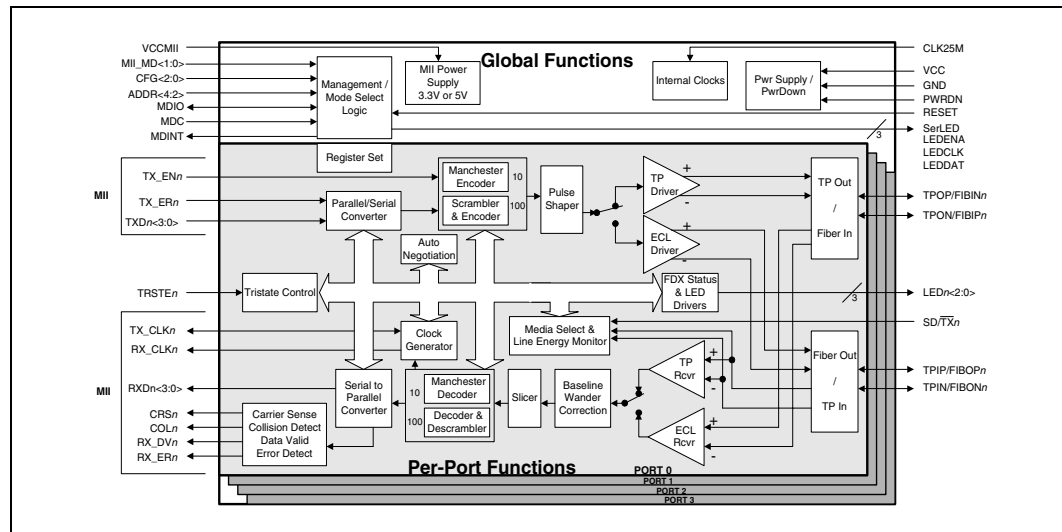 VCCMII
MII_MD<1:0>
CFG<2:0>
ADDR<4:2>
MDIO
MDC
MDINT
Management /
Mode Select
Logic
MII Power
Supply
3.3V or 5V
Global Functions
Internal Clocks
Pwr Supply /
PwrDown
CLK25M
VCC
GND
PWRDN
RESET
3
SerLED
LEDENA
LEDCLK
LEDDAT
Register Set
MII
TX_ENn
TX_ERn
TXDn<3:0>
Parallel/Serial
Converter
Manchester
Encoder
10
Scrambler
& Encoder
100
Pulse
Shaper
TP
Driver
+
-
ECL
Driver
+
-
TP Out
/
Fiber In
TPOP/FIBINn
TPON/FIBIPn
Auto
Negotiation
TRSTEn
Tristate Control
FDX Status
& LED
Drivers
3
LEDn<2:0>
SD/TXn
MII
TX_CLKn
RX_CLKn
Clock
Generator
Media Select &
Line Energy Monitor
RXDn<3:0>
CRSn
COLn
RX_DVn
RX_ERn
Serial to
Parallel
Converter
Carrier Sense
Collision Detect
Data Valid
Error Detect
10
Manchester
Decoder
100
Decoder &
Descrambler
Slicer
Baseline
Wander
Correction
TP
Rcvr
+
-
ECL
Rcvr
+
-
Fiber Out
/
TP In
TPIP/FIBOPn
TPIN/FIBONn
Per-Port Functions
PORT 0
PORT 1
PORT 2
PORT 3